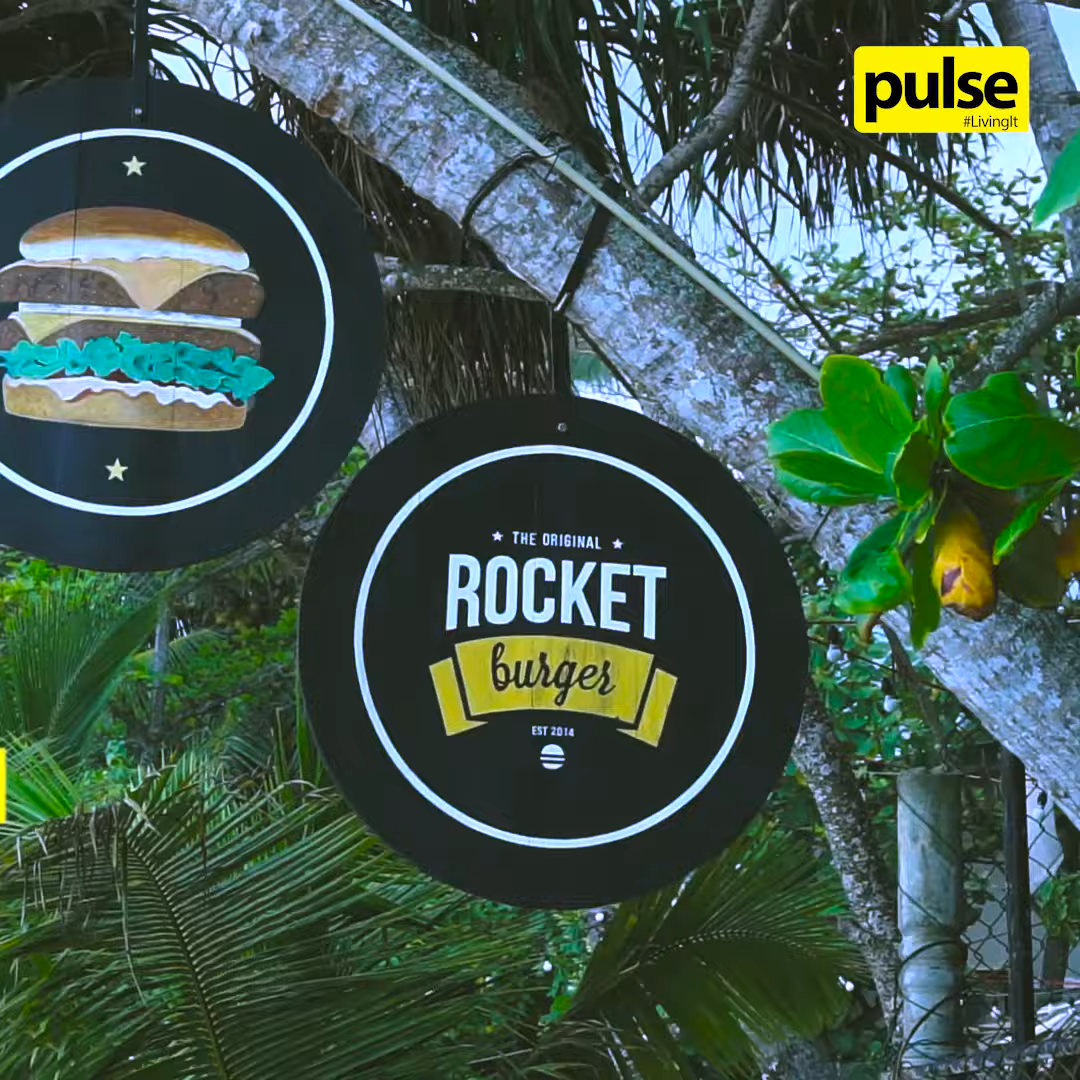 pulse
#LivingIt
THE ORIGINAL
ROCKET
burger
EST 2014